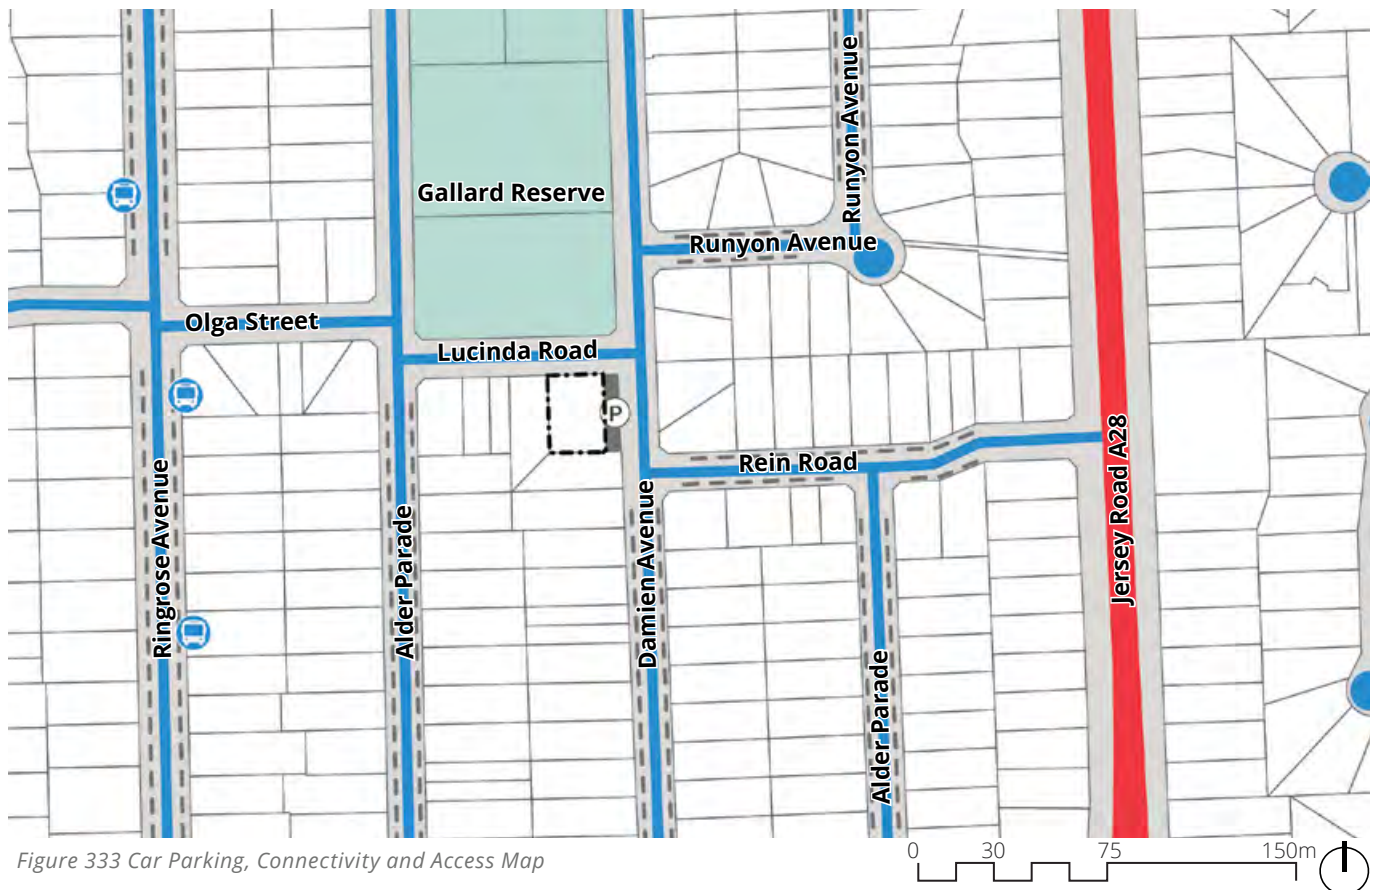 Runyon Avenue
Gallard Reserve
Runyon Avenue
Olga Street
Lucinda Road
P
Rein Road
Ringrose Avenue
Alder Parade
Damien Avenue
Alder Parade
Jersey Road A28
Figure 333 Car Parking, Connectivity and Access Map
0 30 75 150m